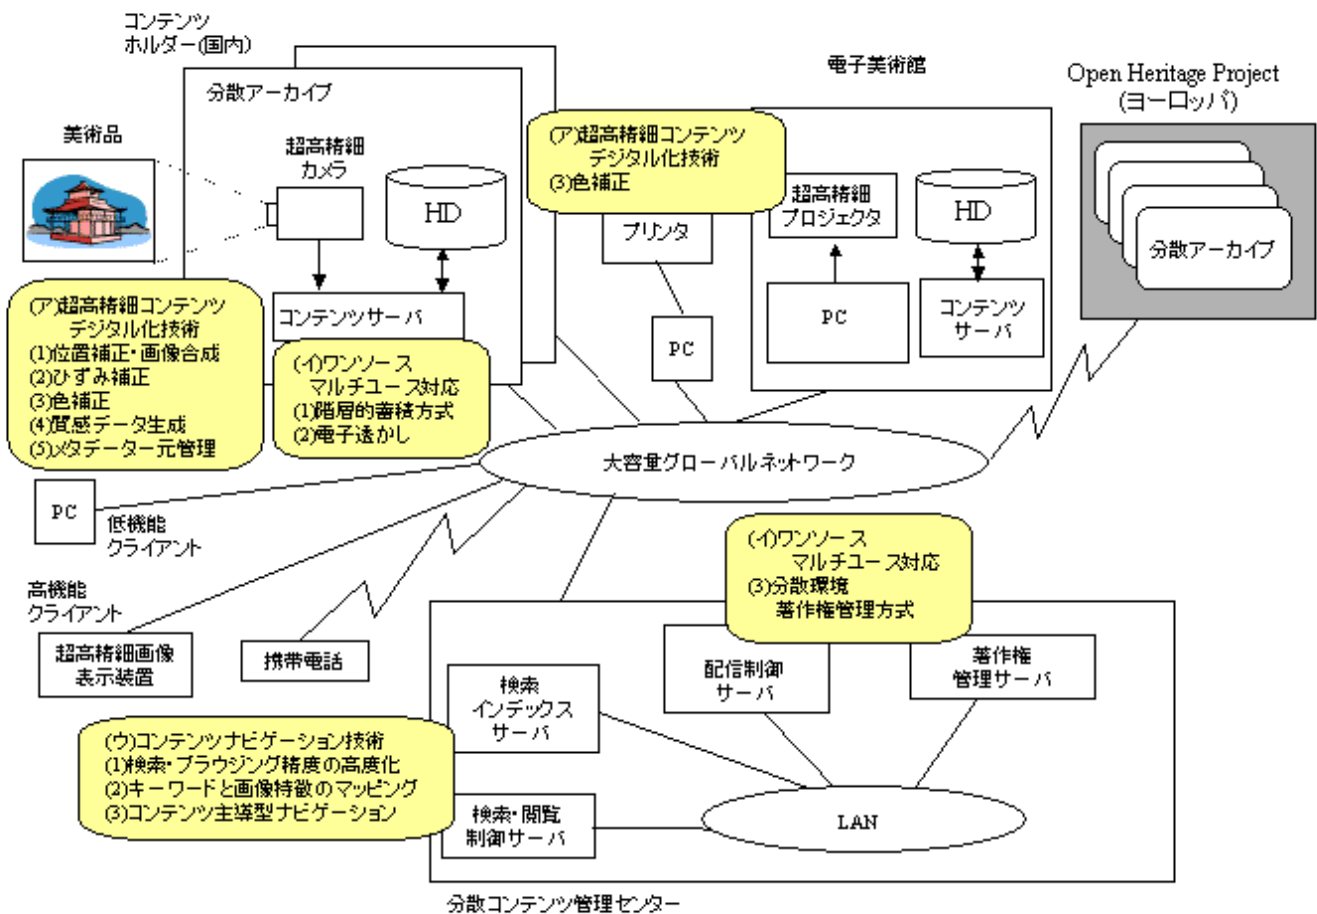 コンテンツ
ホルダー(国内)
分散アーカイブ
美術品
超高精細
カメラ
HD
コンテンツサーバ
(ア)超高精細コンテンツ
デジタル化技術
(1)位置補正・画像合成
(2)ひずみ補正
(3)色補正
(4)質感データ生成
(5)メタデーター元管理
(イ)ワンソース
マルチユース対応
(1)階層的蓄積方式
(2)電子透かし
(ア)超高精細コンテンツ
デジタル化技術
(3)色補正
プリンタ
PC
電子美術館
超高精細
プロジェクタ
HD
PC
コンテンツ
サーバ
Open Heritage Project
(ヨーロッパ)
分散アーカイブ
大容量グローバルネットワーク
PC
低機能
クライアント
高機能
クライアント
超高精細画像
表示装置
携帯電話
(イ)ワンソース
マルチユース対応
(3)分散環境
著作権管理方式
検索
インデックス
サーバ
配信制御
サーバ
著作権
管理サーバ
(ウ)コンテンツナビゲーション技術
(1)検索・ブラウジング精度の高度化
(2)キーワードと画像特徴のマッピング
(3)コンテンツ主導型ナビゲーション
検索・閲覧
制御サーバ
LAN
分散コンテンツ管理センター